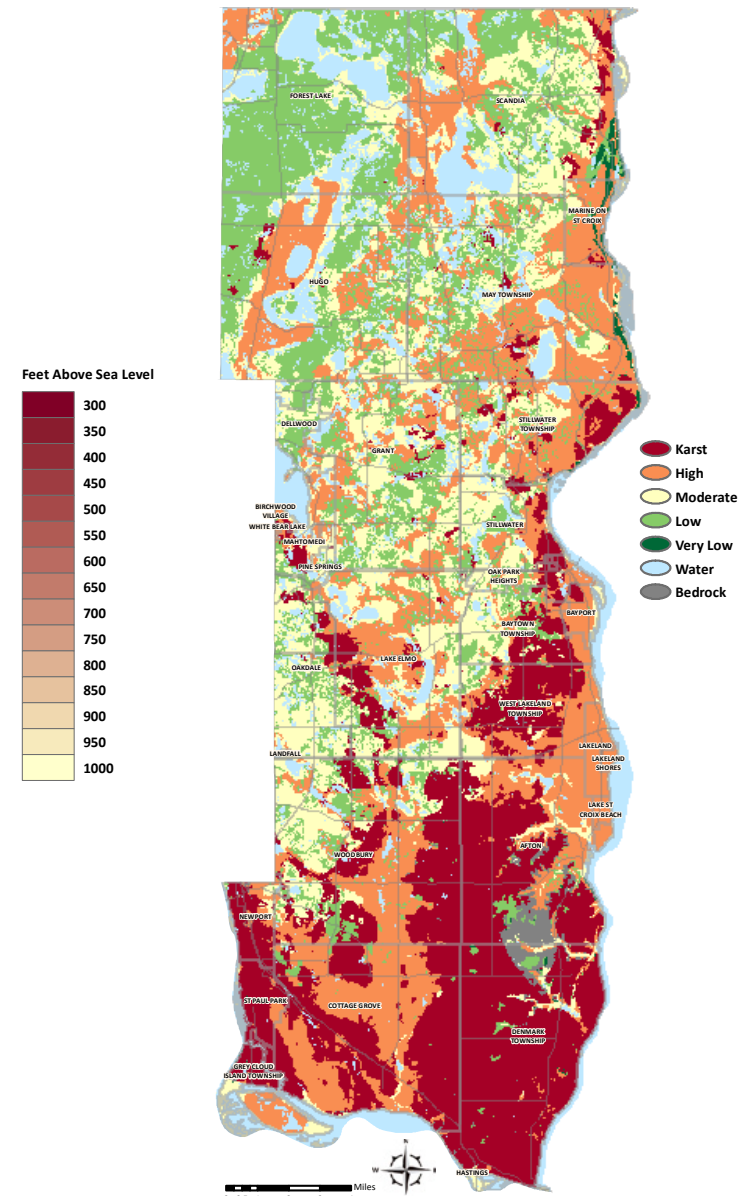 FOREST LAKE
SCANDIA
MARINE ON
ST CROIX
HUGO
MAY TOWNSHIP
Feet Above Sea Level
300
350
400
450
500
550
600
650
700
750
800
850
900
950
1000
DELLWOOD
STILLWATER
TOWNSHIP
GRANT
Karst
High
Moderate
Low
Very Low
Water
Bedrock
BIRCHWOOD
VILLAGE
WHITE BEAR LAKE
MAHTOMEDI
PINE SPRINGS
STILLWATER
OAK PARK
HEIGHTS
BAYPORT
BAYTOWN
TOWNSHIP
LAKE ELMO
OAKDALE
WEST LAKELAND
TOWNSHIP
LANDFALL
LAKELAND
LAKELAND
SHORES
LAKE ST
CROIX BEACH
AFTON
WOODBURY
NEWPORT
ST PAUL PARK
COTTAGE GROVE
DENMARK
TOWNSHIP
GREY CLOUD
ISLAND TOWNSHIP
N
W
E
HASTINGS
Miles